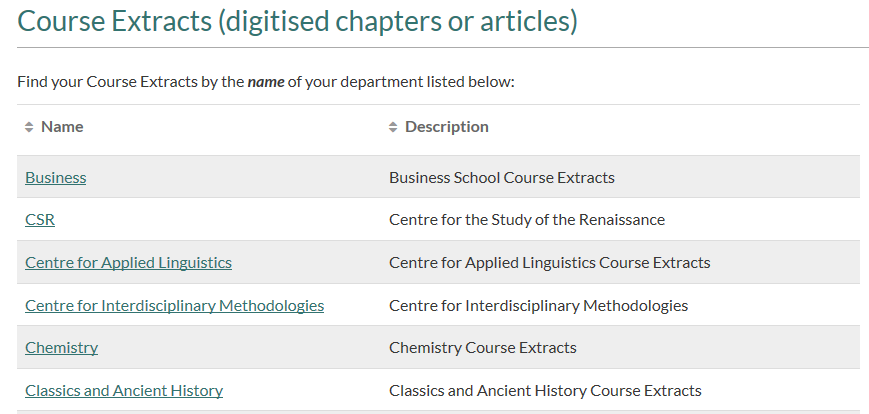 Course Extracts (digitised chapters or articles)
Find your Course Extracts by the name of your department listed below:
Name Description
Business Business School Course Extracts
CSR Centre for the Study of the Renaissance
Centre for Applied Linguistics Centre for Applied Linguistics Course Extracts
Centre for Interdisciplinary Methodologies Centre for Interdisciplinary Methodologies
Chemistry Chemistry Course Extracts
Classics and Ancient History Classics and Ancient History Course Extracts